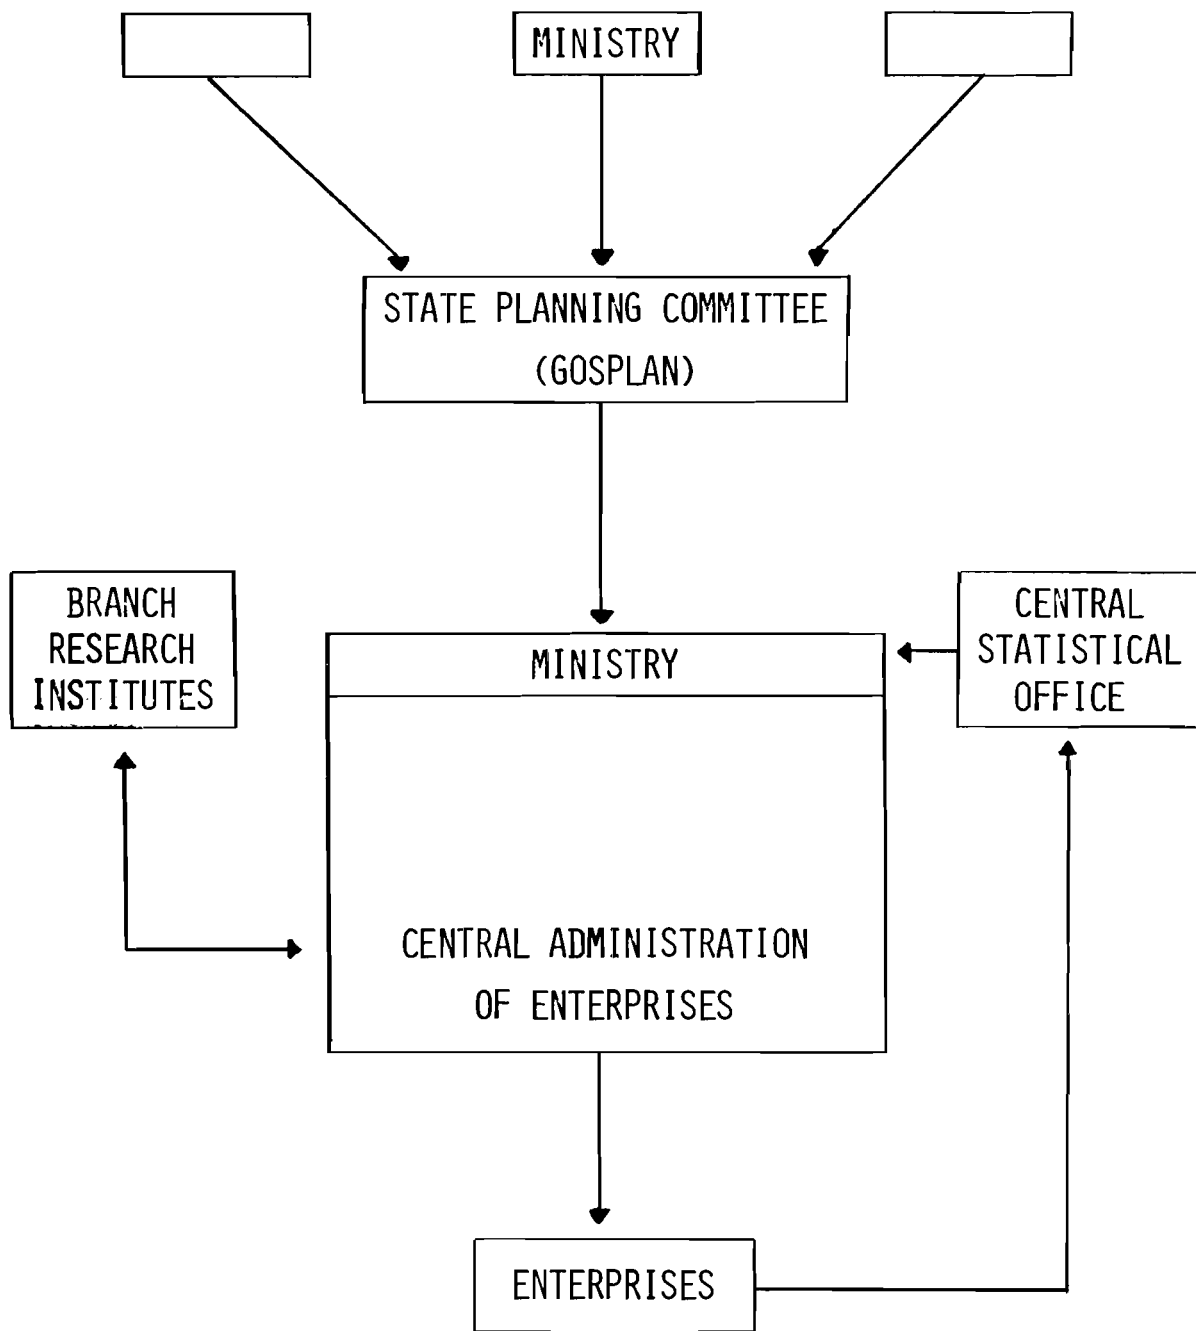 MINISTRY
STATE PLANNING COMMITTEE
(GOSPLAN)
BRANCH
RESEARCH
INSTITUTES
MINISTRY
CENTRAL
STATISTICAL
OFFICE
CENTRAL ADMINISTRATION
OF ENTERPRISES
ENTERPRISES